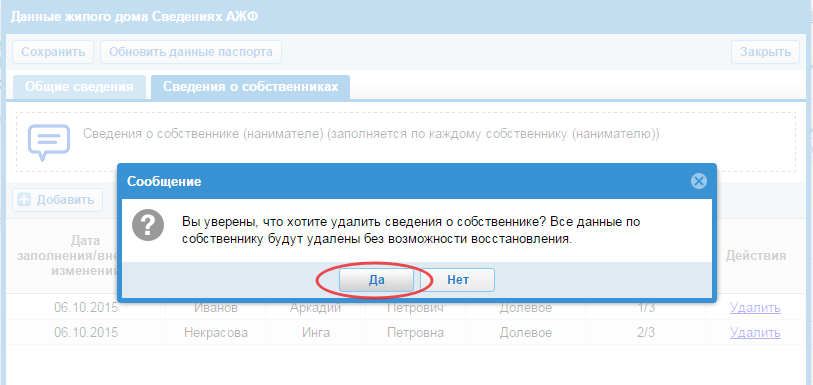 Данные жилого дома Сведениях АЖФ
Сохранить Обновить данные паспорта Закрыть
Общие сведения Сведения о собственниках
Сведения о собственнике (нанимателе) (заполняется по каждому собственнику (нанимателю))
Сообщение
Вы уверены, что хотите удалить сведения о собственнике? Все данные по
собственнику будут удалены без возможности восстановления.
Да Нет
Добавить
Дата
заполнения/вне
изменений
Действия
06.10.2015 Иванов Аркадий Петрович Долевое 1/3 Удалить
06.10.2015 Некрасова Инга Петровна Долевое 2/3 Удалить